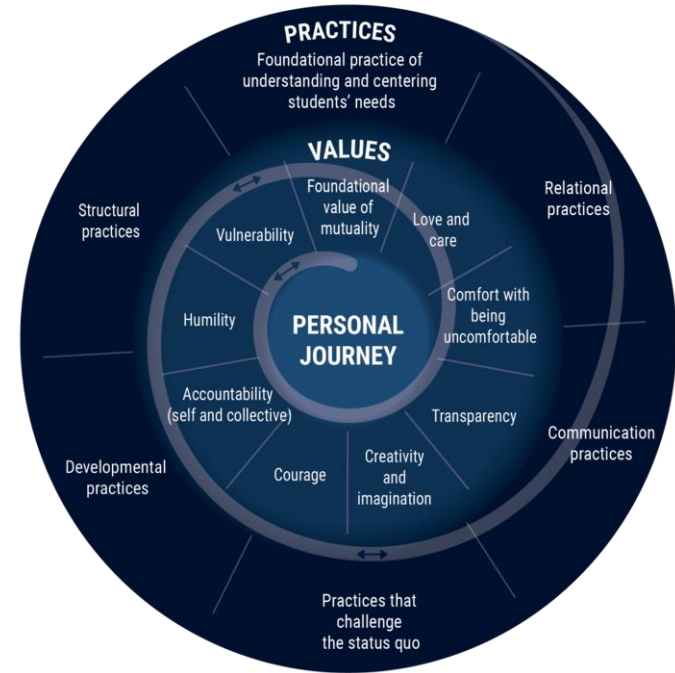 PRACTICES
Foundational practice of
understanding and centering
students’ needs
VALUES
Foundational
value of
mutuality
Love and
care
Comfort with
being
uncomfortable
Transparency
Creativity
and
imagination
Courage
Accountability
(self and collective)
Humility
Vulnerability
PERSONAL
JOURNEY
Relational
practices
Communication
practices
Practices that
challenge
the status quo
Developmental
practices
Structural
practices